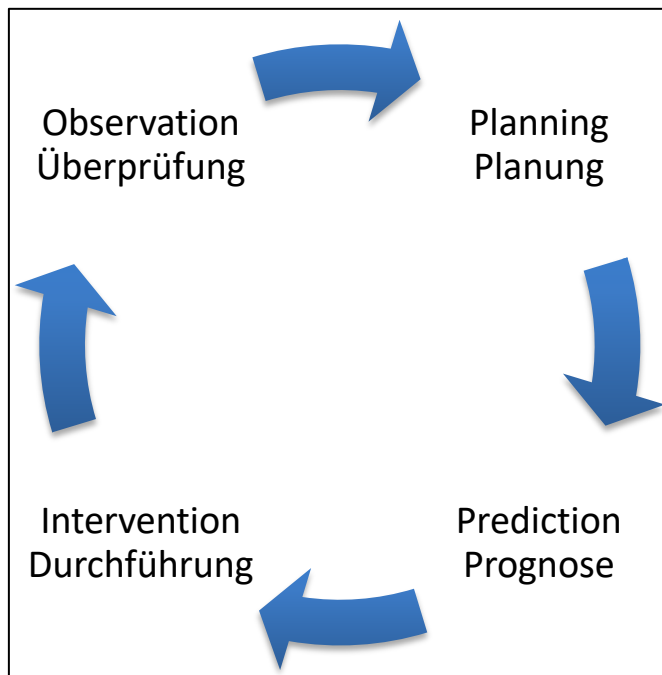 Observation
Überprüfung
Planning
Planung
Intervention
Durchführung
Prediction
Prognose